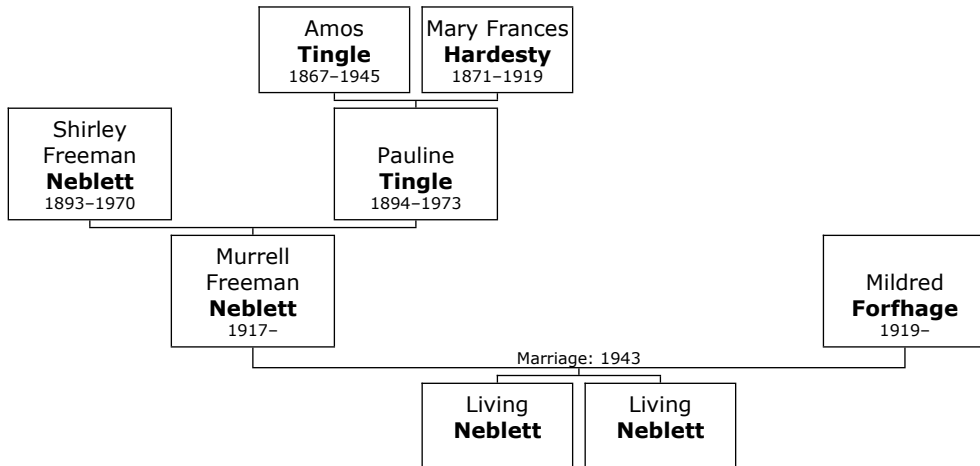 Amos
Tingle
1867–1945
Mary Frances
Hardesty
1871–1919
Shirley
Freeman
Neblett
1893–1970
Pauline
Tingle
1894–1973
Murrell
Freeman
Neblett
1917–
Mildred
Forfhage
1919–
Marriage: 1943
Living
Neblett
Living
Neblett